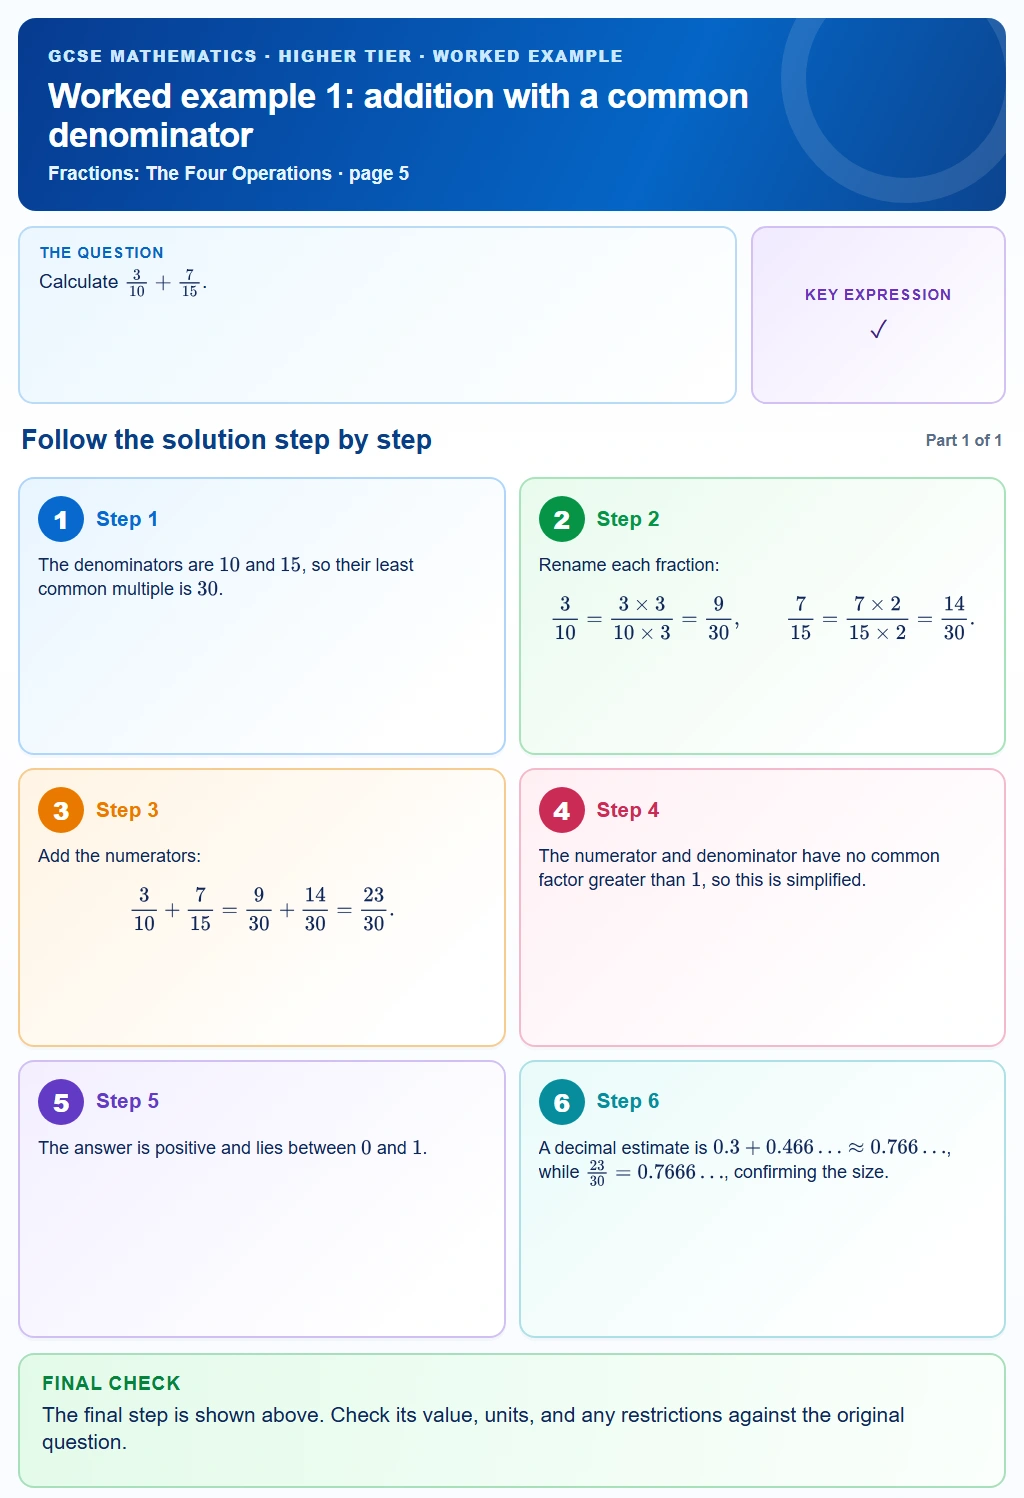 GCSE MATHEMATICS · HIGHER TIER · WORKED EXAMPLE
Worked example 1: addition with a common
denominator
Fractions: The Four Operations · page 5
THE QUESTION
Calculate 3/10 + 7/15.
KEY EXPRESSION
✓
Follow the solution step by step
Part 1 of 1
1 Step 1
The denominators are 10 and 15, so their least
common multiple is 30.
2 Step 2
Rename each fraction:
3/10 = (3 × 3)/(10 × 3) = 9/30, 7/15 = (7 × 2)/(15 × 2) = 14/30.
3 Step 3
Add the numerators:
3/10 + 7/15 = 9/30 + 14/30 = 23/30.
4 Step 4
The numerator and denominator have no common
factor greater than 1, so this is simplified.
5 Step 5
The answer is positive and lies between 0 and 1.
6 Step 6
A decimal estimate is 0.3 + 0.466... ≈ 0.766...,
while 23/30 = 0.7666..., confirming the size.
FINAL CHECK
The final step is shown above. Check its value, units, and any restrictions against the original
question.